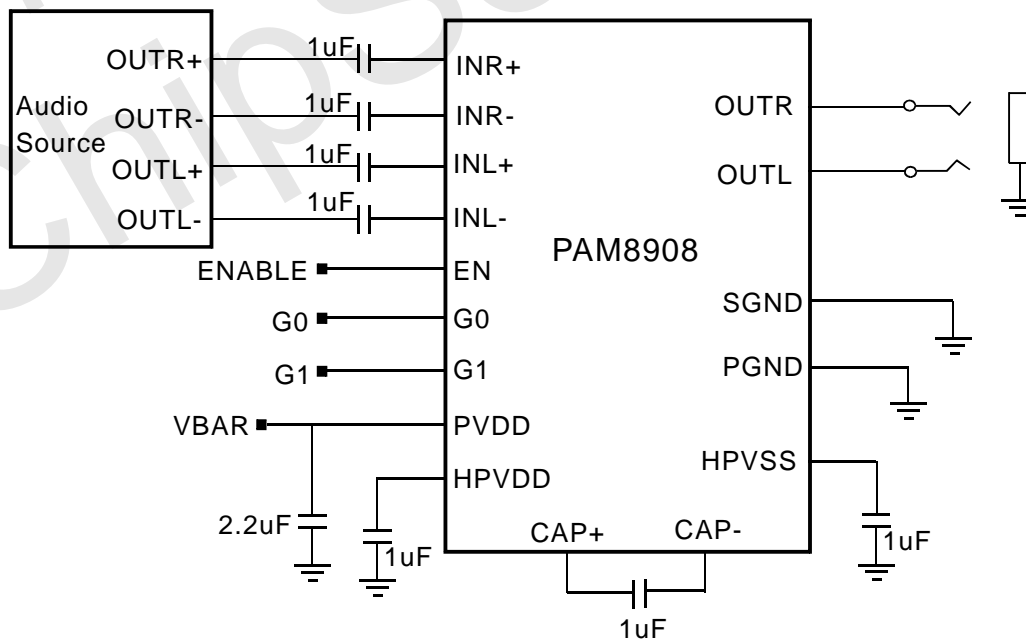 OUTR+
1uF
INR+
Audio
Source
OUTR-
1uF
INR-
OUTR
OUTL+
1uF
INL+
OUTL
OUTL-
1uF
INL-
PAM8908
ENABLE
EN
G0
G0
SGND
G1
G1
PGND
VBAR
PVDD
HPVDD
HPVSS
2.2uF
1uF
CAP+
CAP-
1uF
1uF